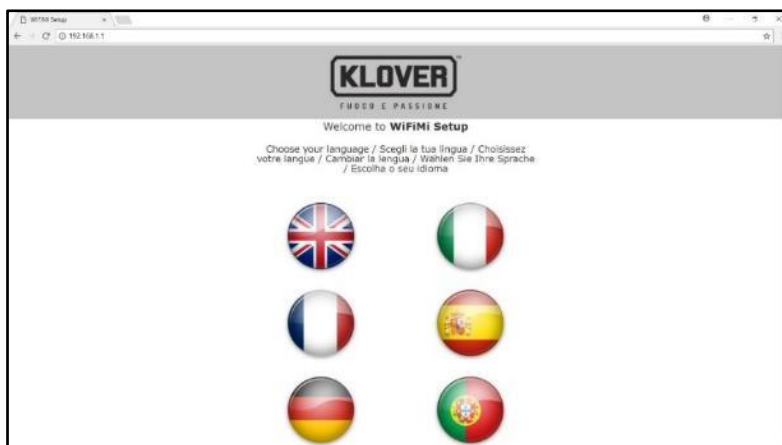 WiFiMi Setup
192.168.1.1
KLOVER
FUOCO E PASSIONE
Welcome to WiFiMi Setup
Choose your language / Scegli la tua lingua / Choisissez
votre langue / Cambiar la lengua / Wahlen Sie Ihre Sprache
/ Escolha o seu idioma